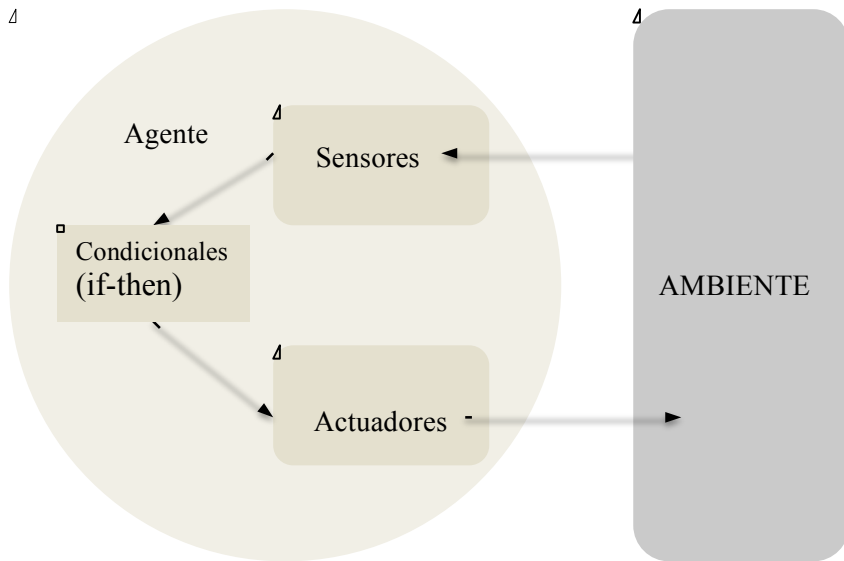 Agente
Sensores
Condicionales
(if-then)
AMBIENTE
Actuadores